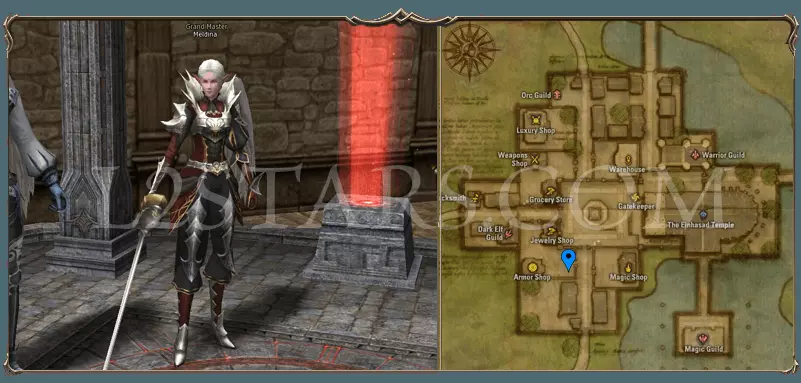 Grand Master
Meldina
L2STARS.COM
Orc Guild
Luxury Shop
Weapons
Shop
Warehouse
Warrior Guild
cksmith
Grocery Store
Gatekeeper
Dark Elf
Guild
Jewelry Shop
The Einhasad Temple
Armor Shop
Magic Shop
Magic Guild